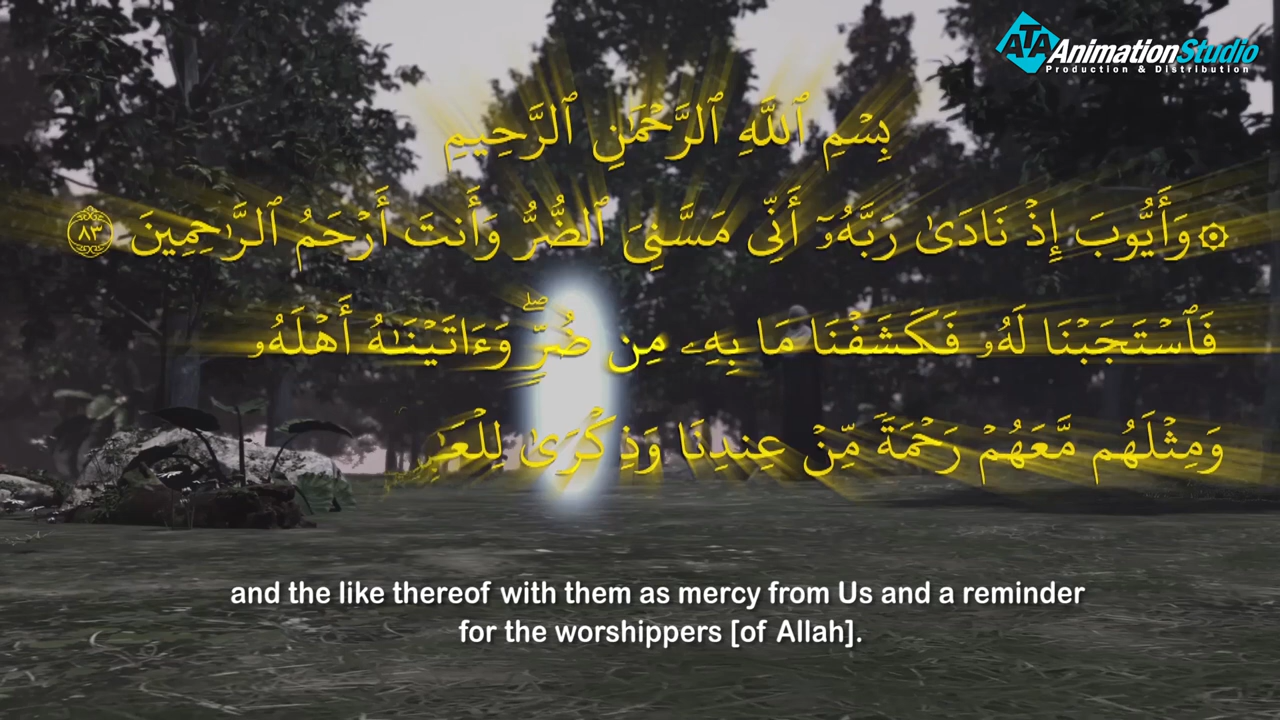 ATA AnimationStudio
Production & Distribution
بِسْمِ ٱللَّهِ ٱلرَّحْمَٰنِ ٱلرَّحِيمِ
۞ وَأَيُّوبَ إِذْ نَادَىٰ رَبَّهُۥٓ أَنِّى مَسَّنِىَ ٱلضُّرُّ وَأَنتَ أَرْحَمُ ٱلرَّٰحِمِينَ ٨٣
فَٱسْتَجَبْنَا لَهُۥ فَكَشَفْنَا مَا بِهِۦ مِن ضُرٍّۢ ۖ وَءَاتَيْنَٰهُ أَهْلَهُۥ
وَمِثْلَهُم مَّعَهُمْ رَحْمَةً مِّنْ عِندِنَا وَذِكْرَىٰ
and the like thereof with them as mercy from Us and a reminder
for the worshippers [of Allah].